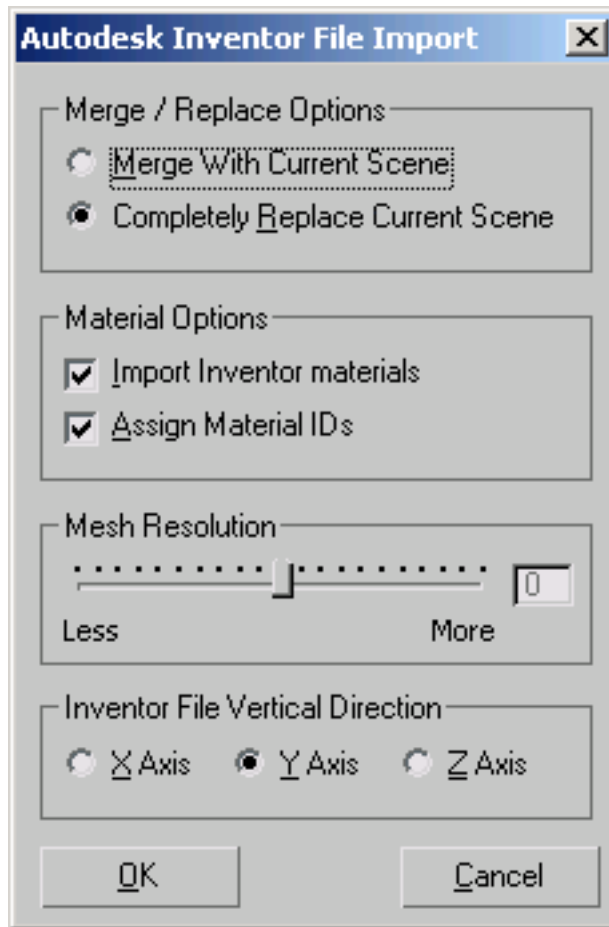 Autodesk Inventor File Import
Merge / Replace Options
Merge With Current Scene
Completely Replace Current Scene
Material Options
Import Inventor materials
Assign Material IDs
Mesh Resolution
0
Less More
Inventor File Vertical Direction
X Axis Y Axis Z Axis
OK Cancel